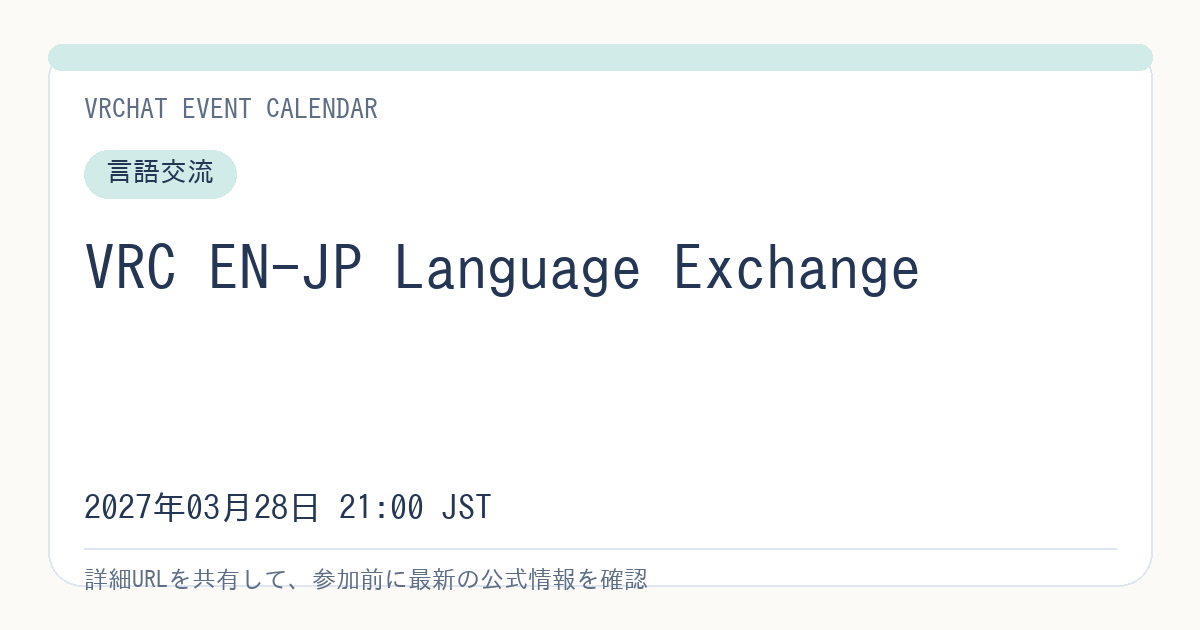 VRCHAT EVENT CALENDAR
言語交流
VRC EN-JP Language Exchange
2027年03月28日 21:00 JST
詳細URLを共有して、参加前に最新の公式情報を確認